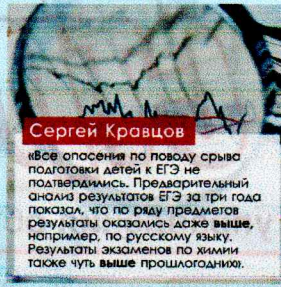 Сергей Кравцов
«Все опасения по поводу срыва
подготовки детей к ЕГЭ не
подтвердились. Предварительный
анализ результатов ЕГЭ за три года
показал, что по ряду предметов
результаты оказались даже выше,
например, по русскому языку.
Результаты экзаменов по химии
также чуть выше прошлогодних».